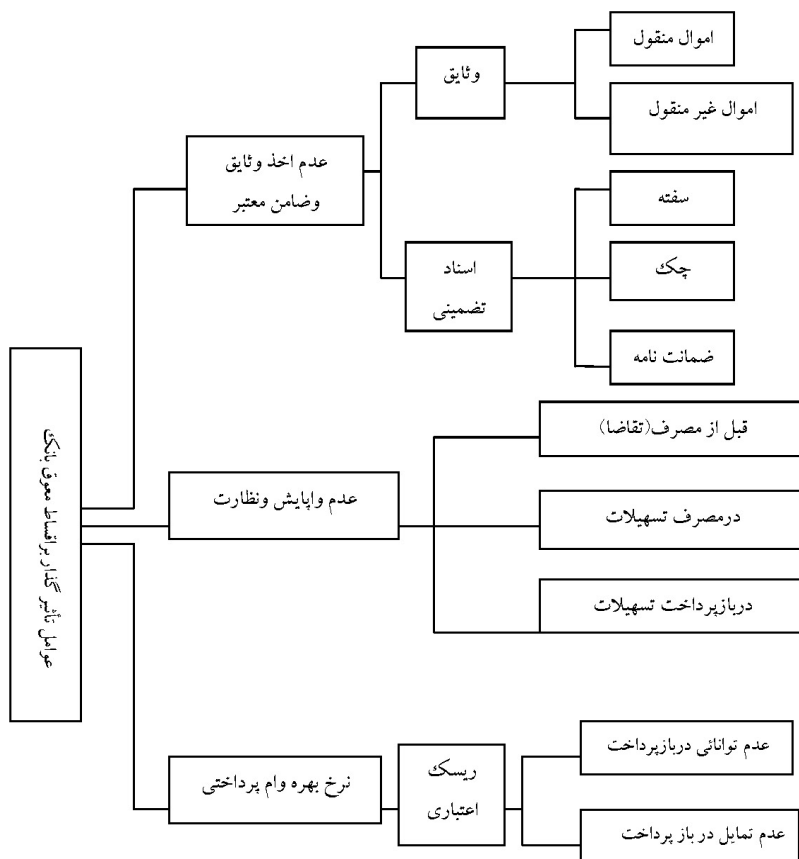 اموال منقول
وثایق
اموال غیر منقول
عدم اخذ وثایق
وضامن معتبر
سفته
اسناد
تضمینی
چک
ضمانت نامه
عوامل تأثیر گذار براقساط معوق بانک
قبل از مصرف(تقاضا)
عدم واپایش ونظارت
درمصرف تسهیلات
دربازپرداخت تسهیلات
نرخ بهره وام پرداختی
ریسک
اعتباری
عدم توانائی دربازپرداخت
عدم تمایل در باز پرداخت